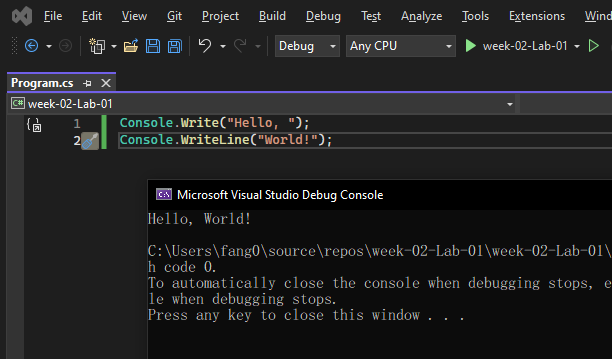 File Edit View Git Project Build Debug Test Analyze Tools Extensions Window
Debug Any CPU week-02-Lab-01
Program.cs
C# week-02-Lab-01
1 Console.Write("Hello, ");
2 Console.WriteLine("World!");
C:\ Microsoft Visual Studio Debug Console
Hello, World!
C:\Users\fang0\source\repos\week-02-Lab-01\week-02-Lab-01\
h code 0.
To automatically close the console when debugging stops, e
le when debugging stops.
Press any key to close this window . . .